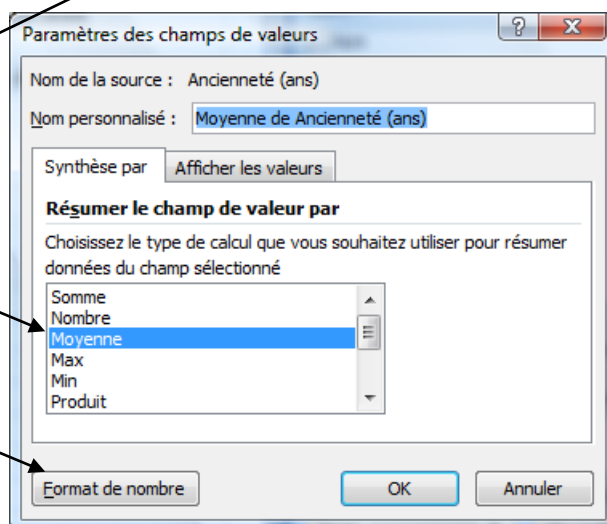 Paramètres des champs de valeurs
Nom de la source : Ancienneté (ans)
Nom personnalisé : Moyenne de Ancienneté (ans)
Synthèse par Afficher les valeurs
Résumer le champ de valeur par
Choisissez le type de calcul que vous souhaitez utiliser pour résumer
données du champ sélectionné
Somme
Nombre
Moyenne
Max
Min
Produit
Format de nombre OK Annuler